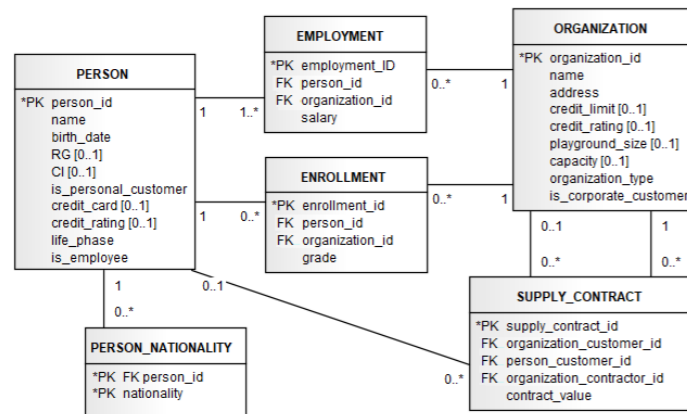 PERSON
*PK person_id
name
birth_date
RG [0..1]
CI [0..1]
is_personal_customer
credit_card [0..1]
credit_rating [0..1]
life_phase
is_employee
1
1..*
1
0..*
EMPLOYMENT
*PK employment_ID
FK person_id
FK organization_id
salary
0..*
1
ENROLLMENT
*PK enrollment_id
FK person_id
FK organization_id
grade
0..*
1
ORGANIZATION
*PK organization_id
name
address
credit_limit [0..1]
credit_rating [0..1]
playground_size [0..1]
capacity [0..1]
organization_type
is_corporate_customer
0..1
1
0..*
0..*
1
0..1
0..*
PERSON_NATIONALITY
*PK FK person_id
*PK nationality
0..*
SUPPLY_CONTRACT
*PK supply_contract_id
FK organization_customer_id
FK person_customer_id
FK organization_contractor_id
contract_value